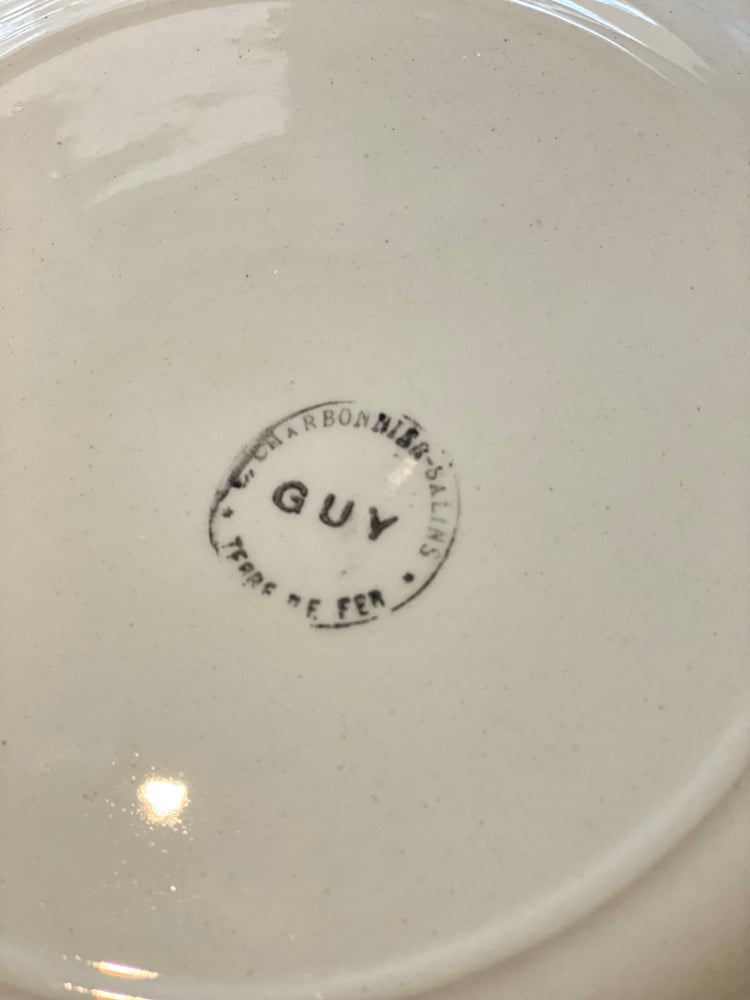 E. CHARBONNIER-SALINS
GUY
TERRE DE FER